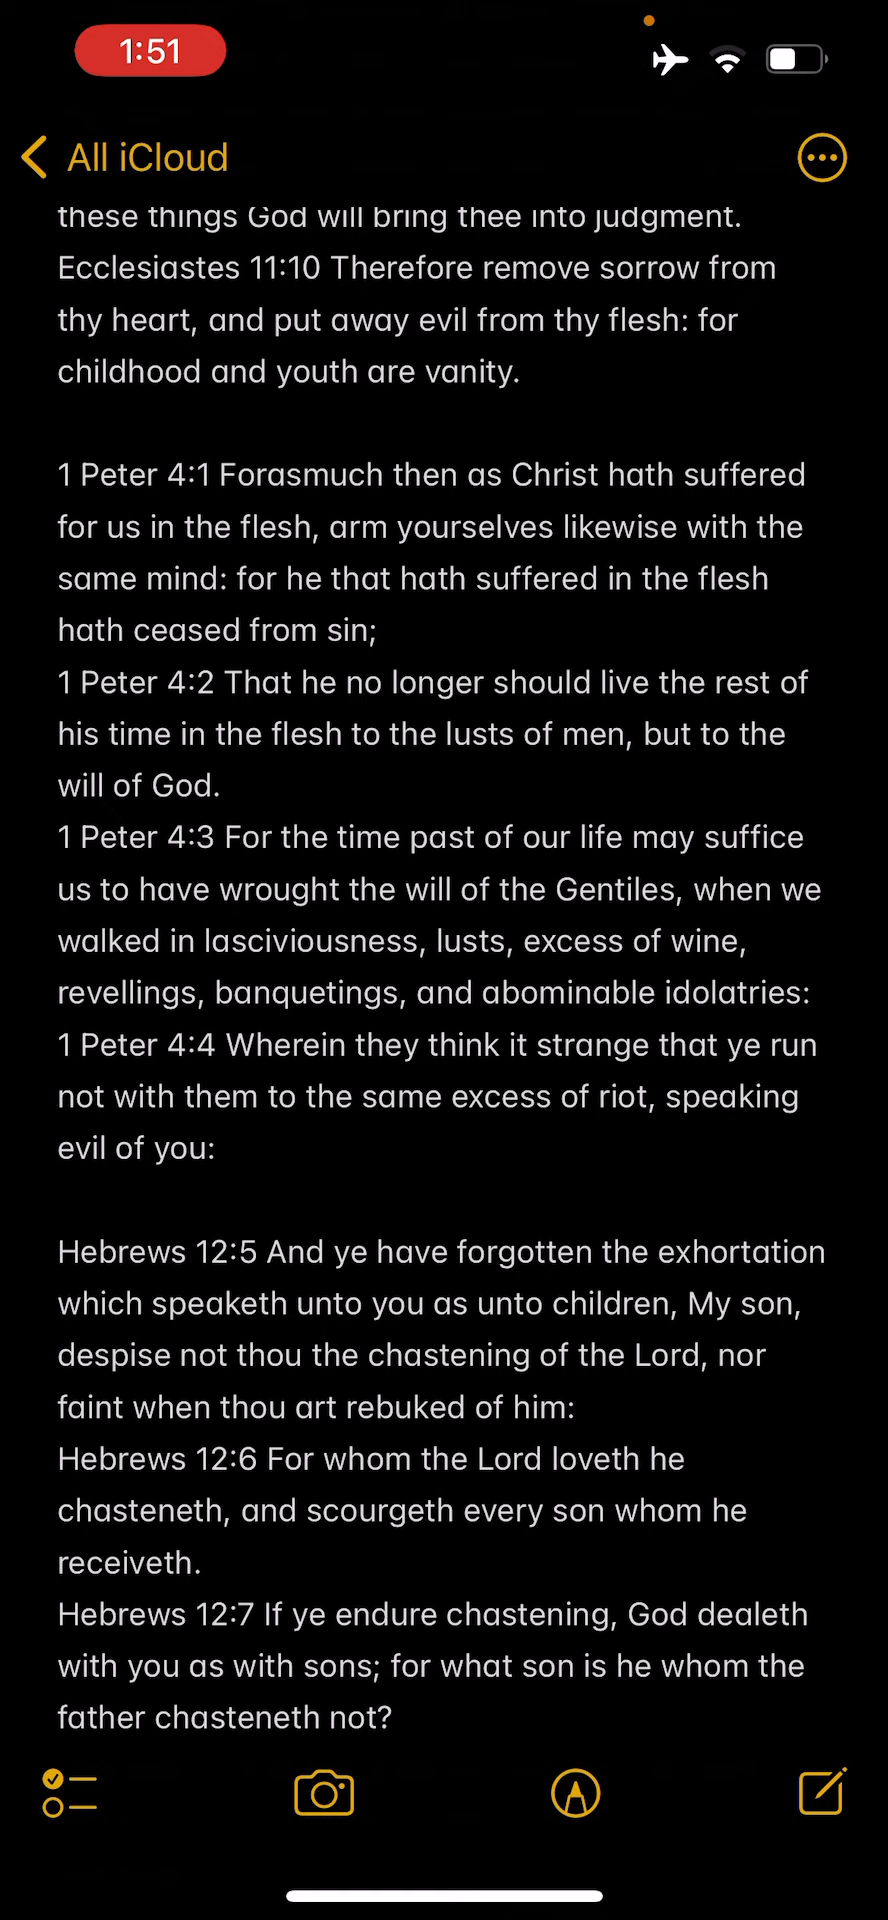 1:51
All iCloud
these things God will bring thee into judgment.
Ecclesiastes 11:10 Therefore remove sorrow from
thy heart, and put away evil from thy flesh: for
childhood and youth are vanity.
1 Peter 4:1 Forasmuch then as Christ hath suffered
for us in the flesh, arm yourselves likewise with the
same mind: for he that hath suffered in the flesh
hath ceased from sin;
1 Peter 4:2 That he no longer should live the rest of
his time in the flesh to the lusts of men, but to the
will of God.
1 Peter 4:3 For the time past of our life may suffice
us to have wrought the will of the Gentiles, when we
walked in lasciviousness, lusts, excess of wine,
revellings, banquetings, and abominable idolatries:
1 Peter 4:4 Wherein they think it strange that ye run
not with them to the same excess of riot, speaking
evil of you:
Hebrews 12:5 And ye have forgotten the exhortation
which speaketh unto you as unto children, My son,
despise not thou the chastening of the Lord, nor
faint when thou art rebuked of him:
Hebrews 12:6 For whom the Lord loveth he
chasteneth, and scourgeth every son whom he
receiveth.
Hebrews 12:7 If ye endure chastening, God dealeth
with you as with sons; for what son is he whom the
father chasteneth not?